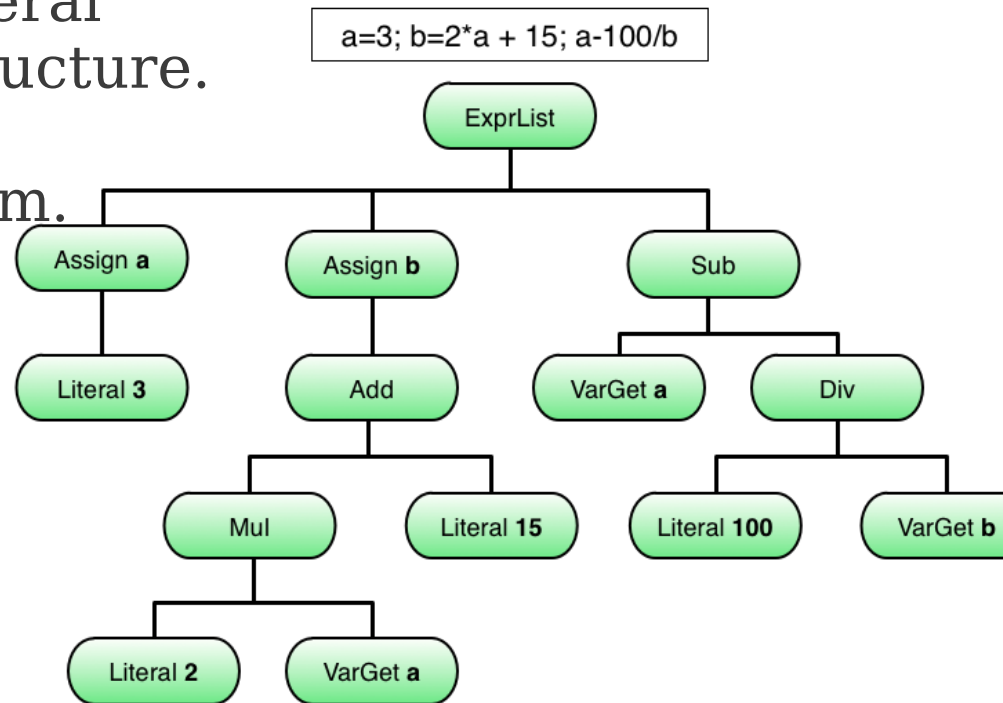 eral
ucture.
m.
a=3; b=2*a + 15; a-100/b
ExprList
Assign a
Assign b
Sub
Literal 3
Add
VarGet a
Div
Mul
Literal 15
Literal 100
VarGet b
Literal 2
VarGet a